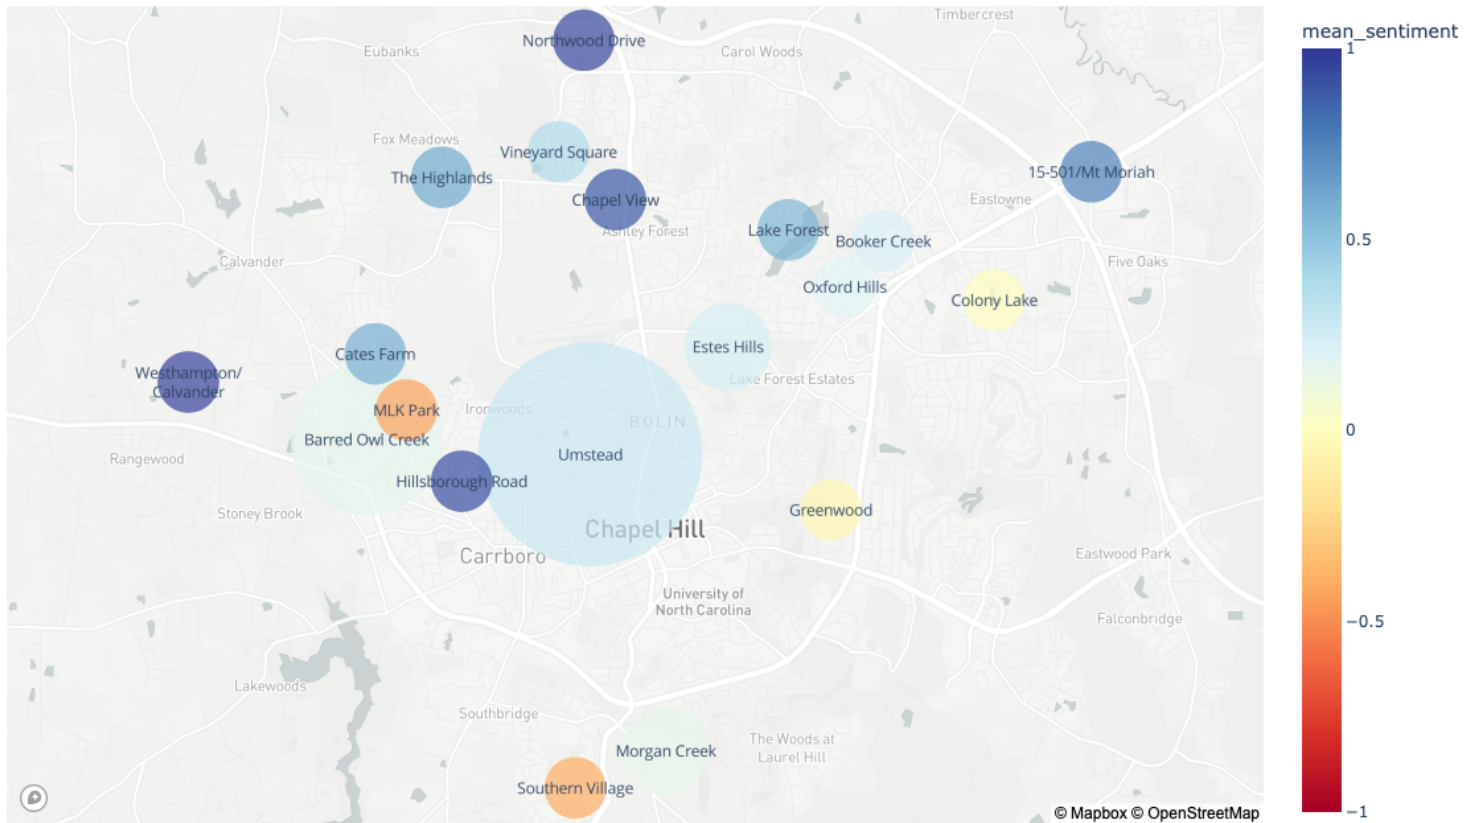 Timbercrest
mean_sentiment
Northwood Drive
Eubanks
Carol Woods
1
Fox Meadows
Vineyard Square
The Highlands
15-501/Mt Moriah
Chapel View
Eastowne
Ashley Forest
Lake Forest
Booker Creek
0.5
Calvander
Five Oaks
Oxford Hills
Colony Lake
Estes Hills
Cates Farm
Westhampton/
Calvander
Lake Forest Estates
MLK Park
Ironwoods
BOLIN
0
Barred Owl Creek
Rangewood
Umstead
Hillsborough Road
Stoney Brook
Greenwood
Chapel Hill
Carrboro
Eastwood Park
University of
North Carolina
Falconbridge
−0.5
Lakewoods
Southbridge
Morgan Creek
The Woods at
Laurel Hill
Southern Village
© Mapbox © OpenStreetMap
−1